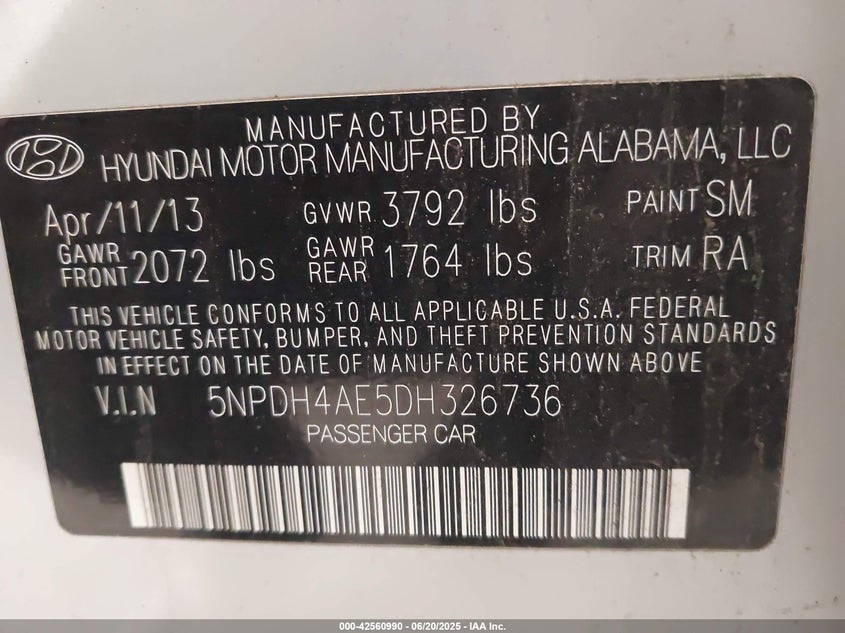 MANUFACTURED BY
HYUNDAI MOTOR MANUFACTURING ALABAMA, LLC
Apr/11/13 GVWR 3792 lbs PAINT SM
GAWR FRONT 2072 lbs GAWR REAR 1764 lbs TRIM RA
THIS VEHICLE CONFORMS TO ALL APPLICABLE U.S.A. FEDERAL
MOTOR VEHICLE SAFETY, BUMPER, AND THEFT PREVENTION STANDARDS
IN EFFECT ON THE DATE OF MANUFACTURE SHOWN ABOVE
V.I.N 5NPDH4AE5DH326736
PASSENGER CAR
000-42560990 - 06/20/2025 - IAA Inc.